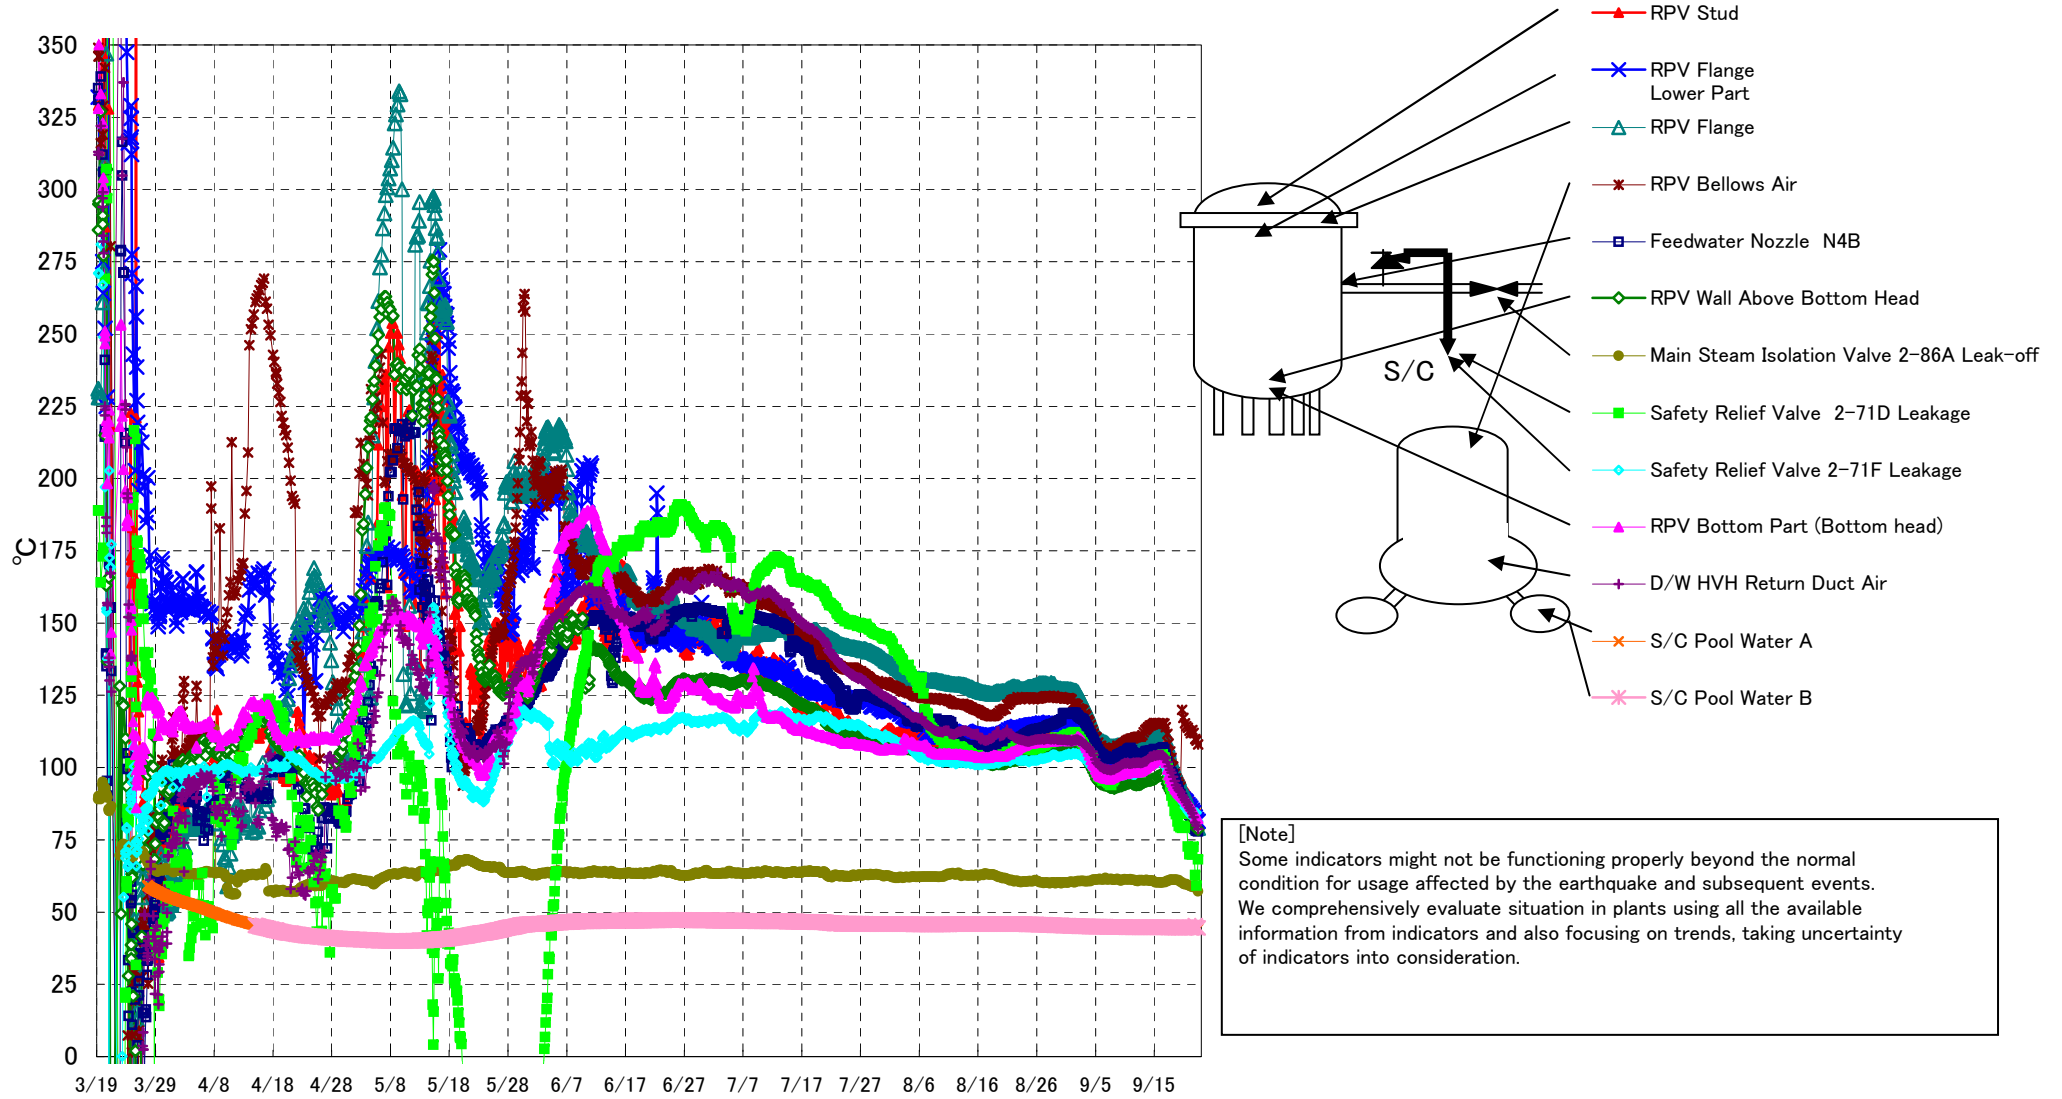 350
325
300
275
250
225
200
175
150
125
100
75
50
25
0
℃
3/19 3/29 4/8 4/18 4/28 5/8 5/18 5/28 6/7 6/17 6/27 7/7 7/17 7/27 8/6 8/16 8/26 9/5 9/15
RPV Stud
RPV Flange
Lower Part
RPV Flange
RPV Bellows Air
Feedwater Nozzle N4B
RPV Wall Above Bottom Head
Main Steam Isolation Valve 2-86A Leak-off
Safety Relief Valve 2-71D Leakage
Safety Relief Valve 2-71F Leakage
RPV Bottom Part (Bottom head)
D/W HVH Return Duct Air
S/C Pool Water A
S/C Pool Water B
S/C
[Note]
Some indicators might not be functioning properly beyond the normal
condition for usage affected by the earthquake and subsequent events.
We comprehensively evaluate situation in plants using all the available
information from indicators and also focusing on trends, taking uncertainty
of indicators into consideration.